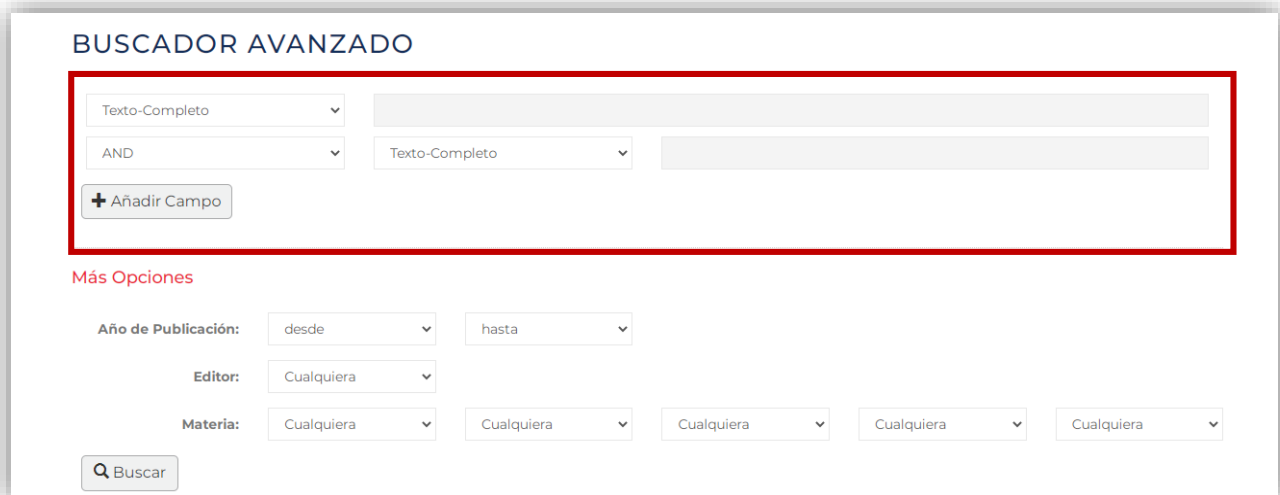 BUSCADOR AVANZADO
Texto-Completo
AND Texto-Completo
Añadir Campo
Más Opciones
Año de Publicación: desde hasta
Editor: Cualquiera
Materia: Cualquiera Cualquiera Cualquiera Cualquiera Cualquiera
Buscar